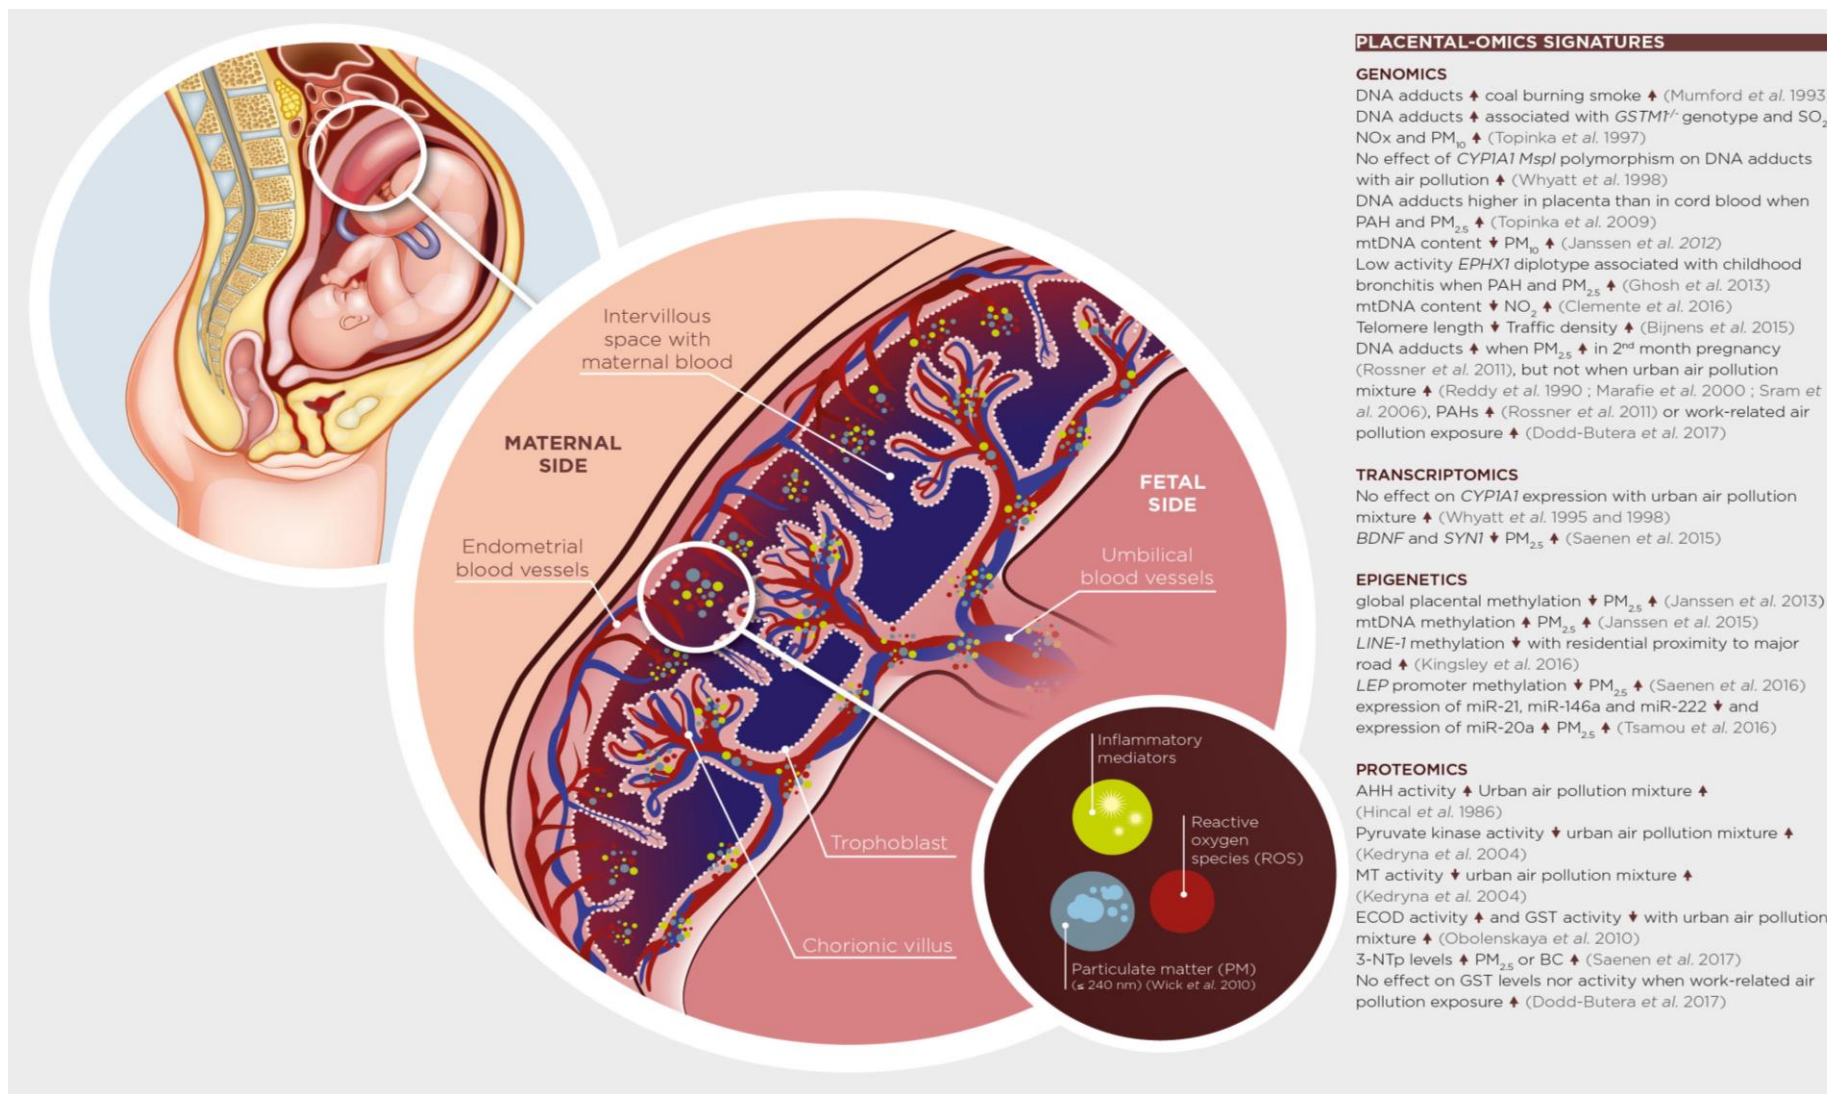 Intervillous
space with
maternal blood
MATERNAL
SIDE
FETAL
SIDE
Endometrial
blood vessels
Umbilical
blood vessels
Trophoblast
Chorionic villus
Inflammatory
mediators
Reactive
oxygen
species (ROS)
Particulate matter (PM)
(≤ 240 nm) (Wick et al. 2010)
PLACENTAL-OMICS SIGNATURES
GENOMICS
DNA adducts ↑ coal burning smoke ↑ (Mumford et al. 1993
DNA adducts ↑ associated with GSTM1-/- genotype and SO2
NOx and PM10 ↑ (Topinka et al. 1997)
No effect of CYP1A1 MspI polymorphism on DNA adducts
with air pollution ↑ (Whyatt et al. 1998)
DNA adducts higher in placenta than in cord blood when
PAH and PM2.5 ↑ (Topinka et al. 2009)
mtDNA content ↓ PM10 ↑ (Janssen et al. 2012)
Low activity EPHX1 diplotype associated with childhood
bronchitis when PAH and PM2.5 ↑ (Ghosh et al. 2013)
mtDNA content ↓ NO2 ↑ (Clemente et al. 2016)
Telomere length ↓ Traffic density ↑ (Bijnens et al. 2015)
DNA adducts ↑ when PM2.5 ↑ in 2nd month pregnancy
(Rossner et al. 2011), but not when urban air pollution
mixture ↑ (Reddy et al. 1990 ; Marafie et al. 2000 ; Sram et
al. 2006), PAHs ↑ (Rossner et al. 2011) or work-related air
pollution exposure ↑ (Dodd-Butera et al. 2017)
TRANSCRIPTOMICS
No effect on CYP1A1 expression with urban air pollution
mixture ↑ (Whyatt et al. 1995 and 1998)
BDNF and SYN1 ↓ PM2.5 ↑ (Saenen et al. 2015)
EPIGENETICS
global placental methylation ↓ PM2.5 ↑ (Janssen et al. 2013)
mtDNA methylation ↑ PM2.5 ↑ (Janssen et al. 2015)
LINE-1 methylation ↓ with residential proximity to major
road ↑ (Kingsley et al. 2016)
LEP promoter methylation ↓ PM2.5 ↑ (Saenen et al. 2016)
expression of miR-21, miR-146a and miR-222 ↓ and
expression of miR-20a ↑ PM2.5 ↑ (Tsamou et al. 2016)
PROTEOMICS
AHH activity ↑ Urban air pollution mixture ↑
(Hincal et al. 1986)
Pyruvate kinase activity ↓ urban air pollution mixture ↑
(Kedryna et al. 2004)
MT activity ↓ urban air pollution mixture ↑
(Kedryna et al. 2004)
ECOD activity ↑ and GST activity ↓ with urban air pollution
mixture ↑ (Obolenskaya et al. 2010)
3-NTp levels ↑ PM2.5 or BC ↑ (Saenen et al. 2017)
No effect on GST levels nor activity when work-related air
pollution exposure ↑ (Dodd-Butera et al. 2017)